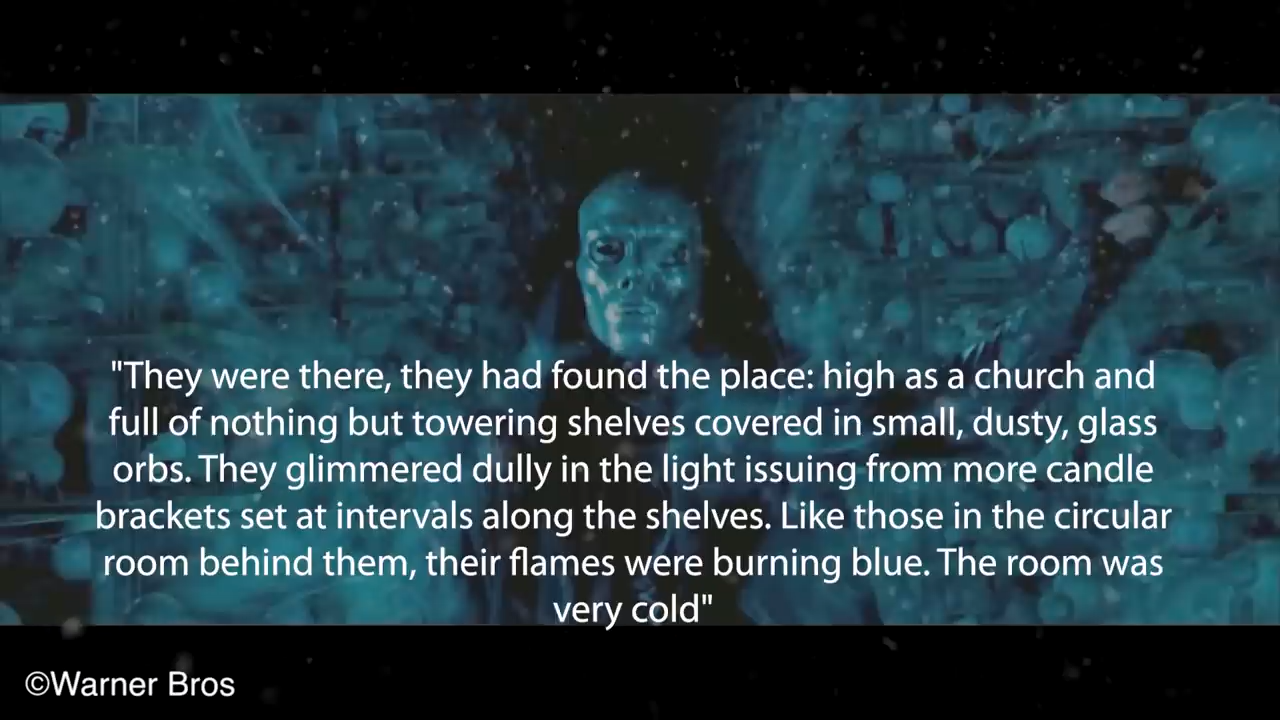 "They were there, they had found the place: high as a church and
full of nothing but towering shelves covered in small, dusty, glass
orbs. They glimmered dully in the light issuing from more candle
brackets set at intervals along the shelves. Like those in the circular
room behind them, their flames were burning blue. The room was
very cold"
©Warner Bros